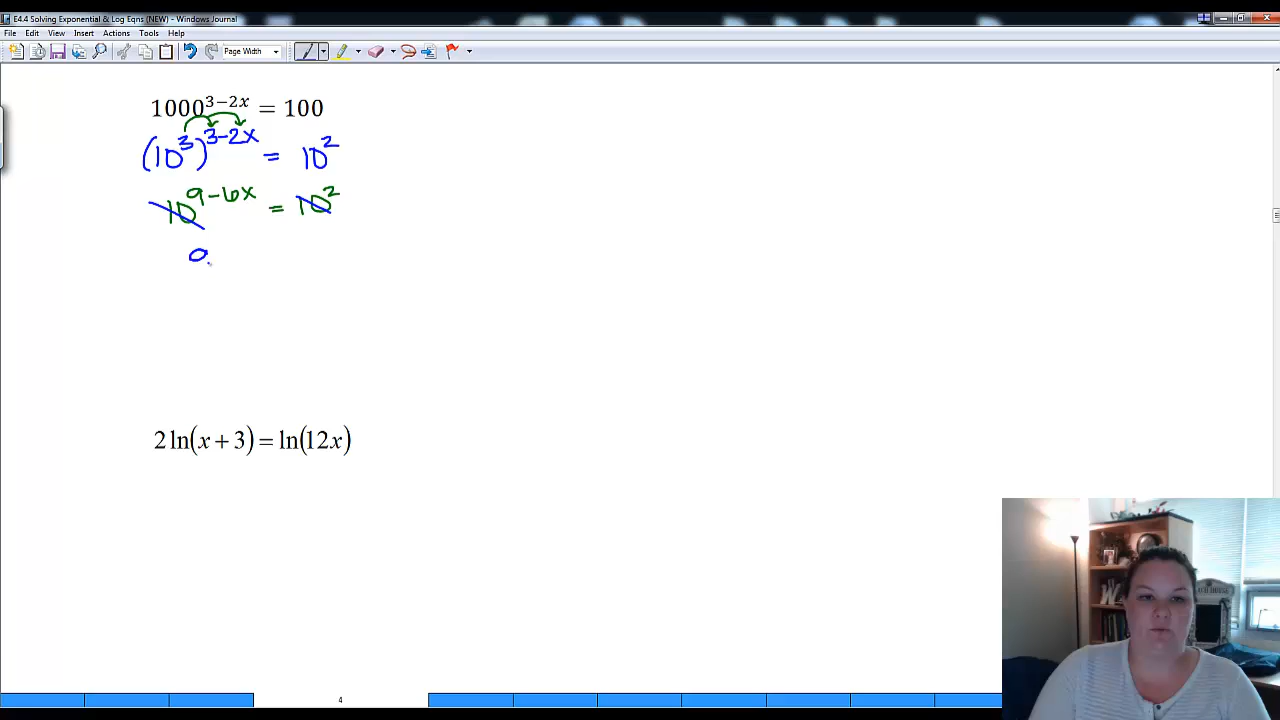 E4.4 Solving Exponential & Log Eqns (NEW) - Windows Journal
File Edit View Insert Actions Tools Help
Page Width
1000^{3−2x} = 100
(10^3)^{3-2x} = 10^2
10^{9-6x} = 10^2
2 ln(x + 3) = ln(12x)
4